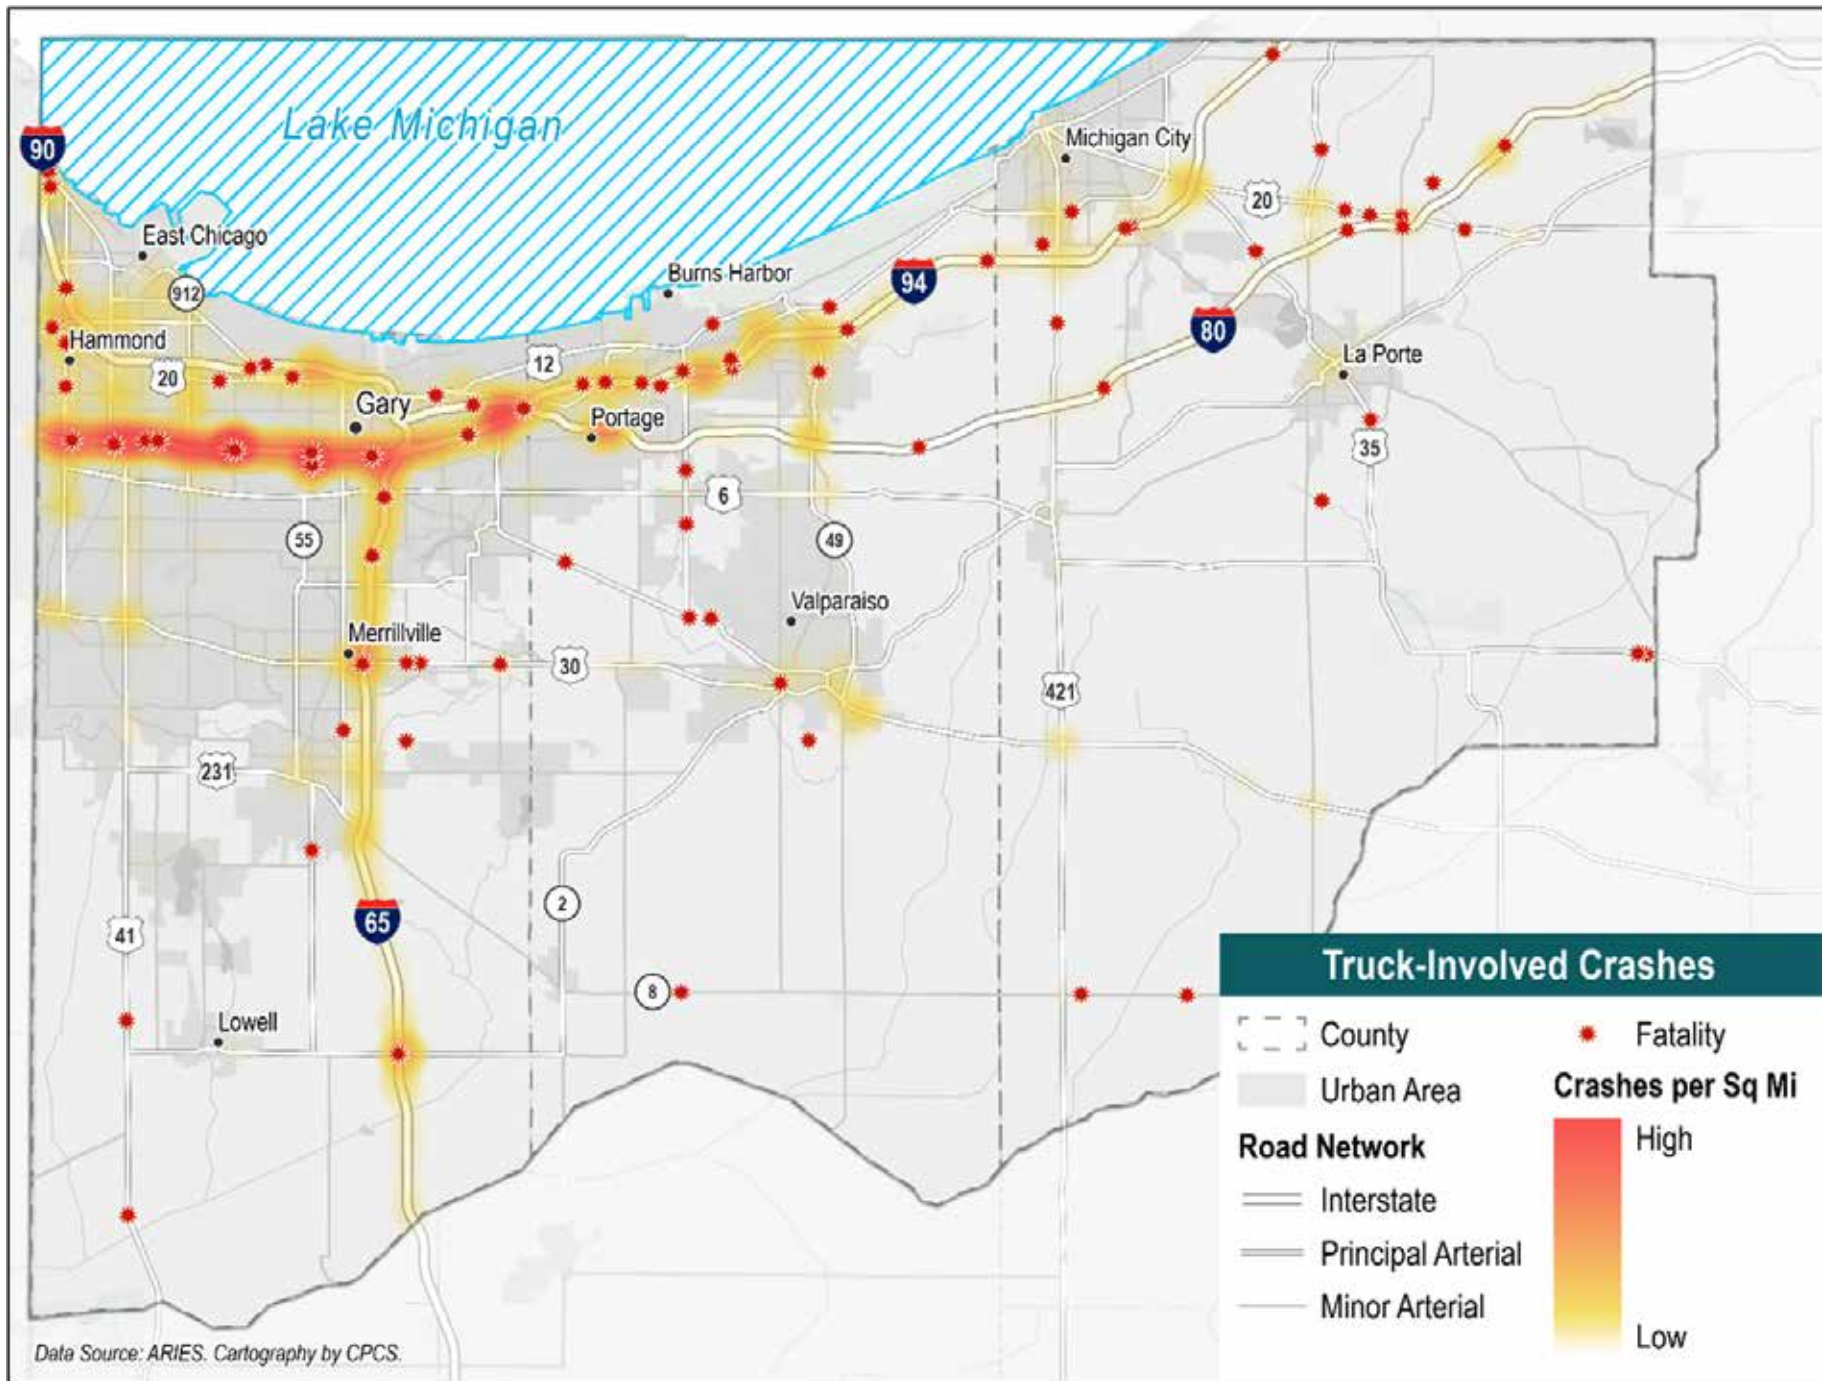 Lake Michigan
90
Michigan City
20
East Chicago
912
Burns Harbor
94
80
Hammond
20
12
La Porte
Gary
Portage
35
6
55
49
Valparaiso
Merrillville
30
421
231
65
2
41
8
Lowell
Truck-Involved Crashes
County
Urban Area
Road Network
Interstate
Principal Arterial
Minor Arterial
Fatality
Crashes per Sq Mi
High
Low
Data Source: ARIES. Cartography by CPCS.